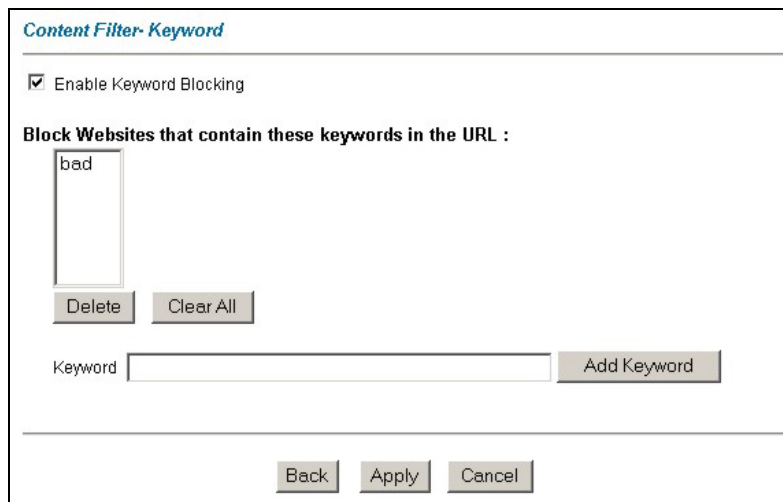 Content Filter- Keyword
Enable Keyword Blocking
Block Websites that contain these keywords in the URL :
bad
Delete Clear All
Keyword Add Keyword
Back Apply Cancel